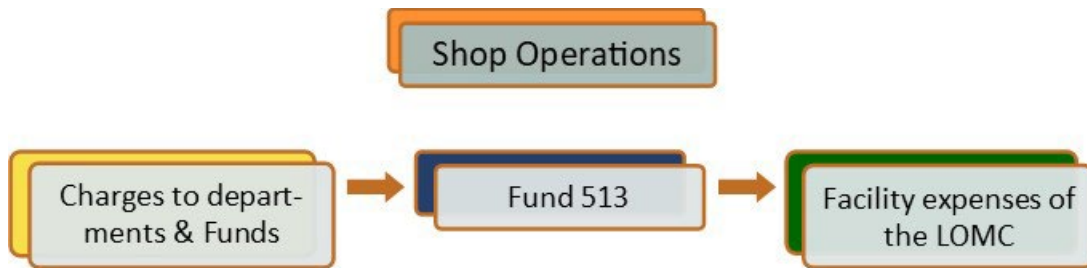 Shop Operations
Charges to depart-
ments & Funds
Fund 513
Facility expenses of
the LOMC